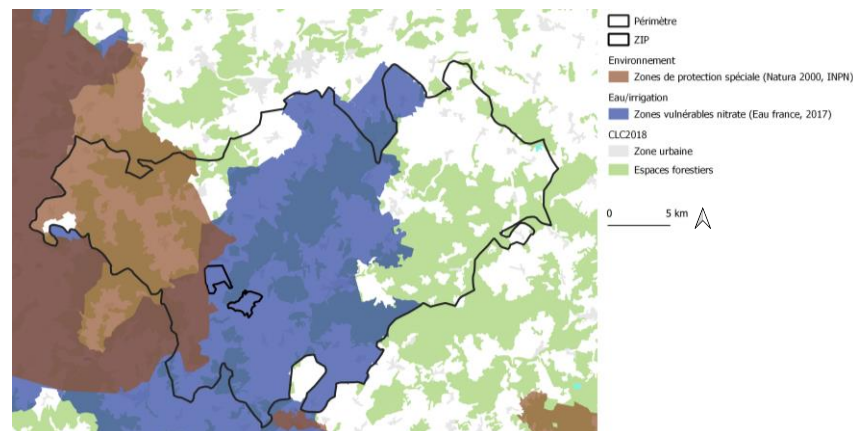 Périmètre
ZIP
Environnement
Zones de protection spéciale (Natura 2000, INPN)
Eau/irrigation
Zones vulnérables nitrate (Eau france, 2017)
CLC2018
Zone urbaine
Espaces forestiers
0 5 km